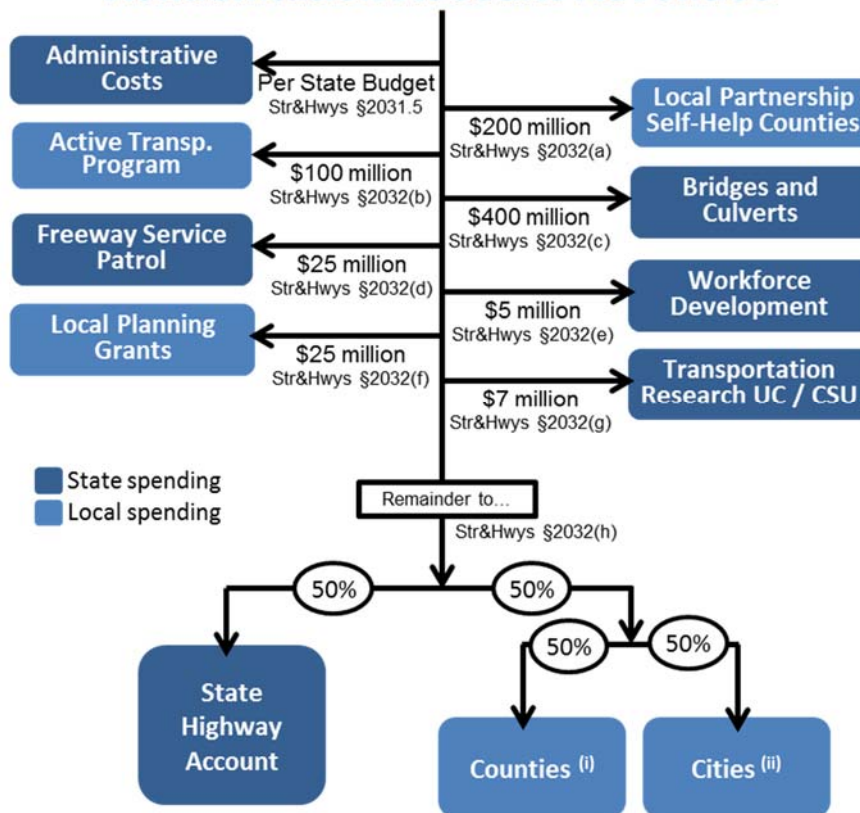 Administrative
Costs
Per State Budget
Str&Hwys §2031.5
Local Partnership
Self-Help Counties
$200 million
Str&Hwys §2032(a)
Active Transp.
Program
$100 million
Str&Hwys §2032(b)
Bridges and
Culverts
$400 million
Str&Hwys §2032(c)
Freeway Service
Patrol
$25 million
Str&Hwys §2032(d)
Workforce
Development
$5 million
Str&Hwys §2032(e)
Local Planning
Grants
$25 million
Str&Hwys §2032(f)
Transportation
Research UC / CSU
$7 million
Str&Hwys §2032(g)
State spending
Local spending
Remainder to...
Str&Hwys §2032(h)
50%
50%
50%
50%
State
Highway
Account
Counties (i)
Cities (ii)